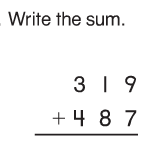 . Write the sum.
3 1 9
+ 4 8 7